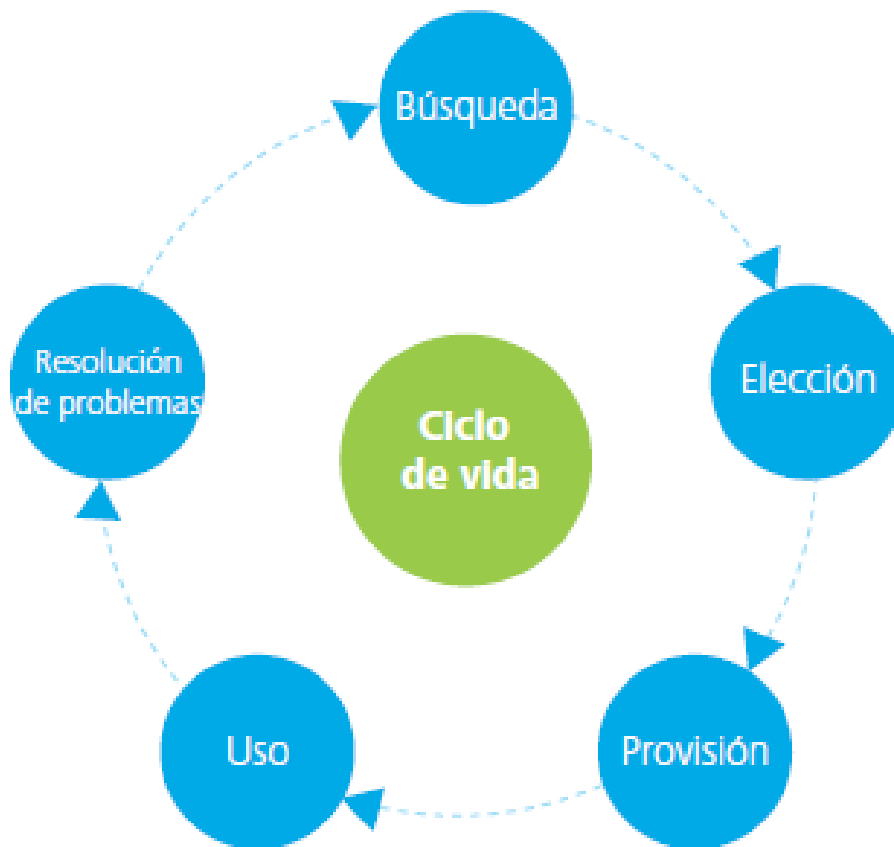 Búsqueda
Elección
Provisión
Uso
Resolución
de problemas
Ciclo
de vida